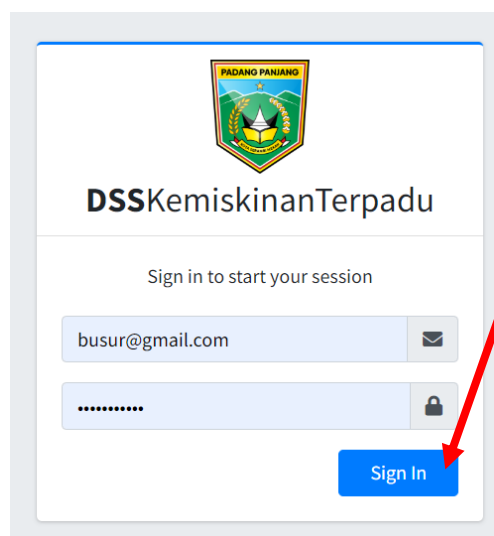 PADANG PANJANG
DSSKemiskinanTerpadu
Sign in to start your session
busur@gmail.com
•••••••••••
Sign In